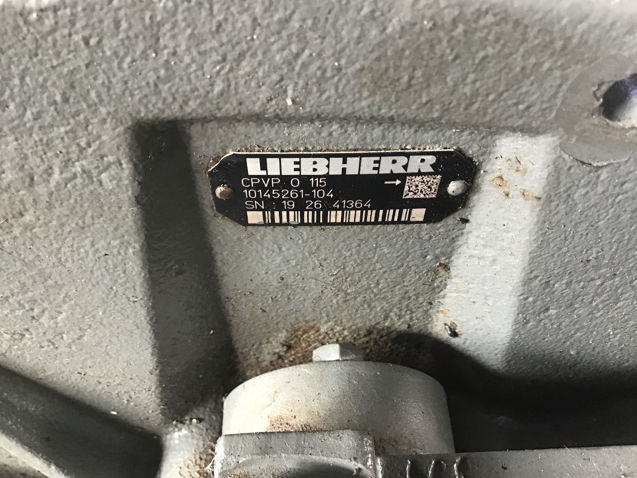 LIEBHERR
CPVP 0 115
10145261-104
SN : 19 26 41364